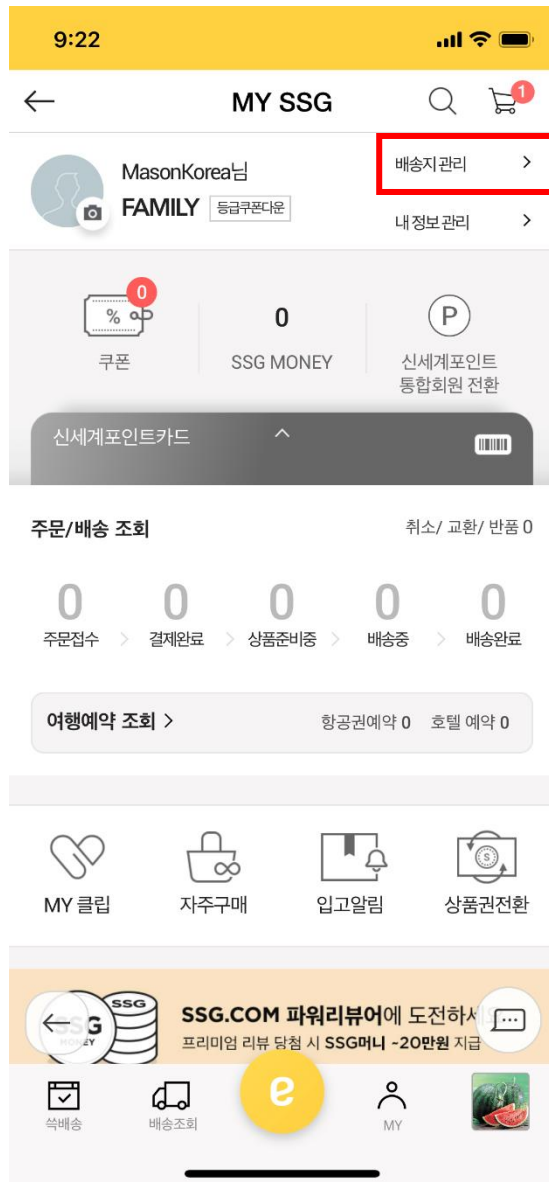 9:22
MY SSG
1
MasonKorea님
FAMILY 등급쿠폰다운
배송지관리
내 정보 관리
0
%
쿠폰
0
SSG MONEY
P
신세계포인트
통합회원 전환
신세계포인트카드
주문/배송 조회
취소/ 교환/ 반품 0
0 0 0 0 0
주문접수 > 결제완료 > 상품준비중 > 배송중 > 배송완료
여행예약 조회 >
항공권예약 0 호텔 예약 0
S
MY 클립
자주구매
입고알림
상품권전환
SSG
SSG
MONEY
SSG.COM 파워리뷰어에 도전하세요
프리미엄 리뷰 당첨 시 SSG머니 ~20만원 지급
쓱배송
배송조회
MY